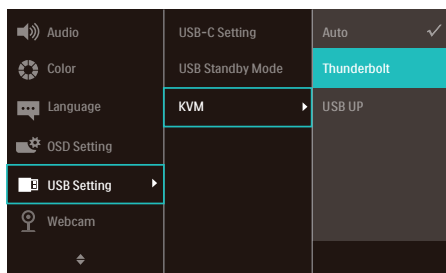 Audio
Color
Language
OSD Setting
USB Setting
Webcam
USB-C Setting
USB Standby Mode
KVM
Auto
Thunderbolt
USB UP